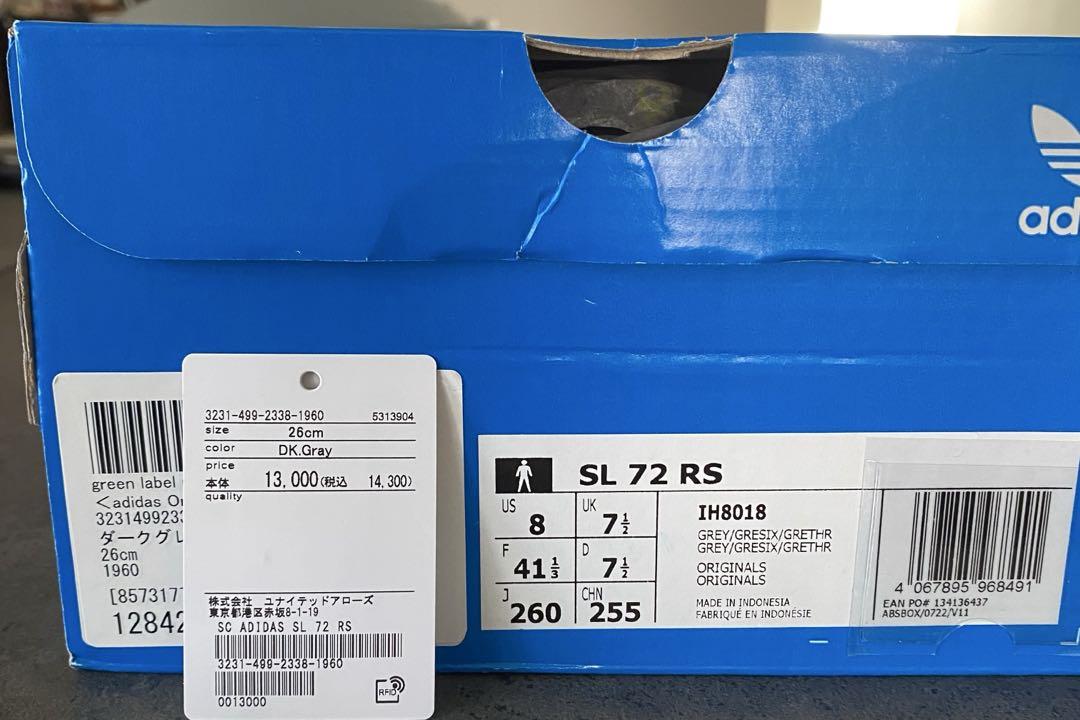 ad
green label
<adidas
ダークグレ
26cm
1960
[857317
12842
3231-499-2338-1960 5313904
size 26cm
color DK.Gray
price
本体 13,000(税込 14,300)
quality
株式会社 ユナイテッドアローズ
東京都港区赤坂8-1-19
SC ADIDAS SL 72 RS
3231-499-2338-1960
0013000
RFID
SL 72 RS
US 8 UK 7½
F 41⅓ D 7½
J 260 CHN 255
IH8018
GREY/GRESIX/GRETHR
GREY/GRESIX/GRETHR
ORIGINALS
ORIGINALS
MADE IN INDONESIA
FABRIQUÉ EN INDONÉSIE
4 067895 968491
EAN PO# 134136437
ABSBOX/0722/V11